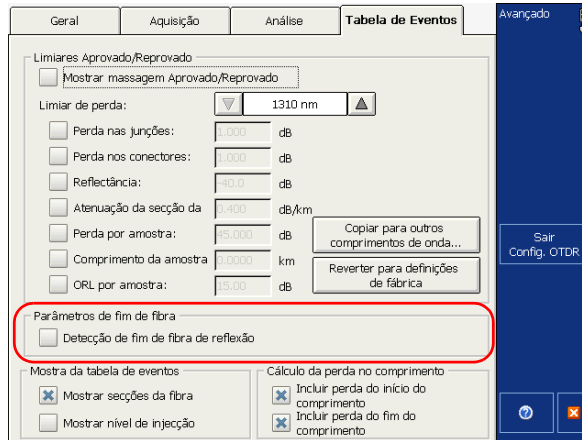 Geral Aquisição Análise Tabela de Eventos Avançado
Limiares Aprovado/Reprovado
Mostrar massagem Aprovado/Reprovado
Limiar de perda: 1310 nm
Perda nas junções: 1.000 dB
Perda nos conectores: 1.000 dB
Reflectância: -40.0 dB
Atenuação da secção da 0.400 dB/km
Perda por amostra: 45.000 dB
Comprimento da amostra 0.0000 km
ORL por amostra: 15.00 dB
Copiar para outros
comprimentos de onda...
Reverter para definições
de fábrica
Sair
Config. OTDR
Parâmetros de fim de fibra
Detecção de fim de fibra de reflexão
Mostra da tabela de eventos
Mostrar secções da fibra
Mostrar nível de injecção
Cálculo da perda no comprimento
Incluir perda do início do
comprimento
Incluir perda do fim do
comprimento